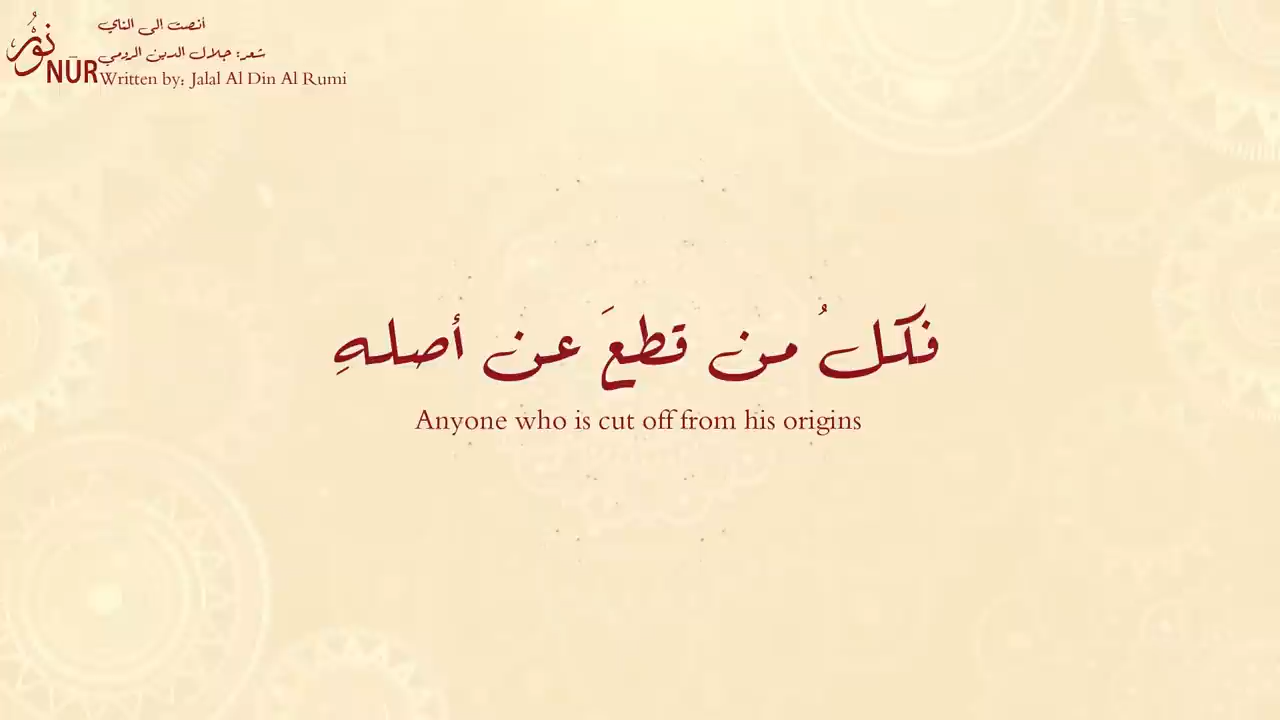 أنصت إلى الناي
شعر: جلال الدين الرومي
نُور
NŪR
Written by: Jalal Al Din Al Rumi
فكلُ من قطعَ عن أصلهِ
Anyone who is cut off from his origins